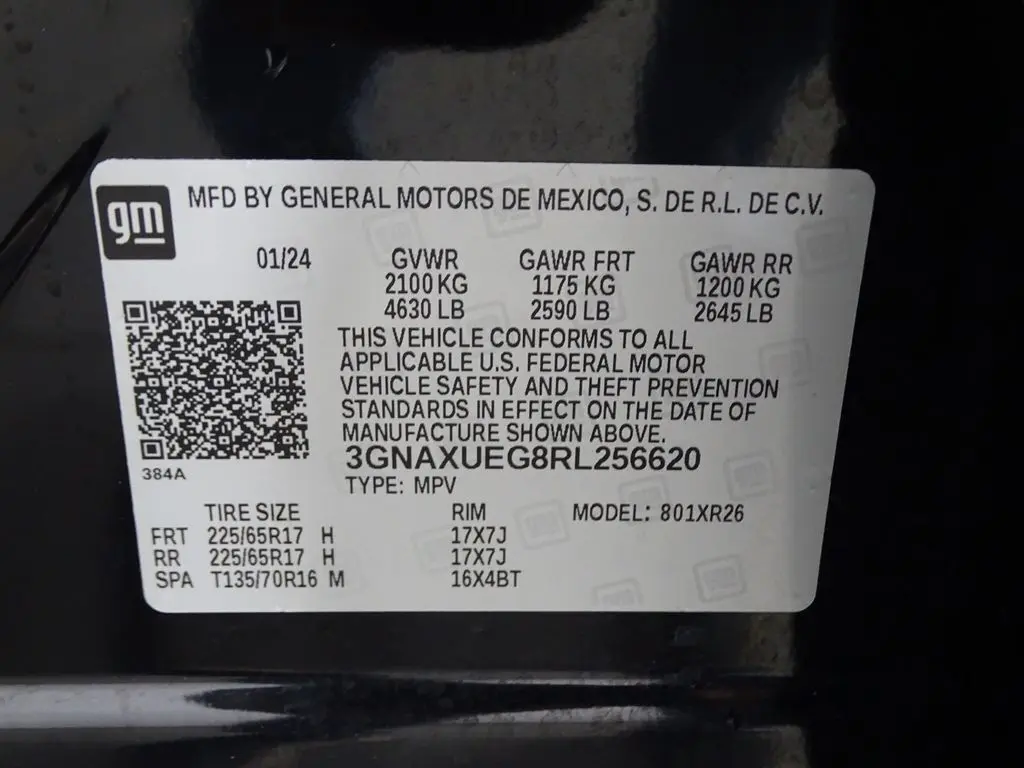 gm
MFD BY GENERAL MOTORS DE MEXICO, S. DE R.L. DE C.V.
01/24 GVWR GAWR FRT GAWR RR
2100 KG 1175 KG 1200 KG
4630 LB 2590 LB 2645 LB
THIS VEHICLE CONFORMS TO ALL
APPLICABLE U.S. FEDERAL MOTOR
VEHICLE SAFETY AND THEFT PREVENTION
STANDARDS IN EFFECT ON THE DATE OF
MANUFACTURE SHOWN ABOVE.
384A
3GNAXUEG8RL256620
TYPE: MPV
TIRE SIZE RIM MODEL: 801XR26
FRT 225/65R17 H 17X7J
RR 225/65R17 H 17X7J
SPA T135/70R16 M 16X4BT